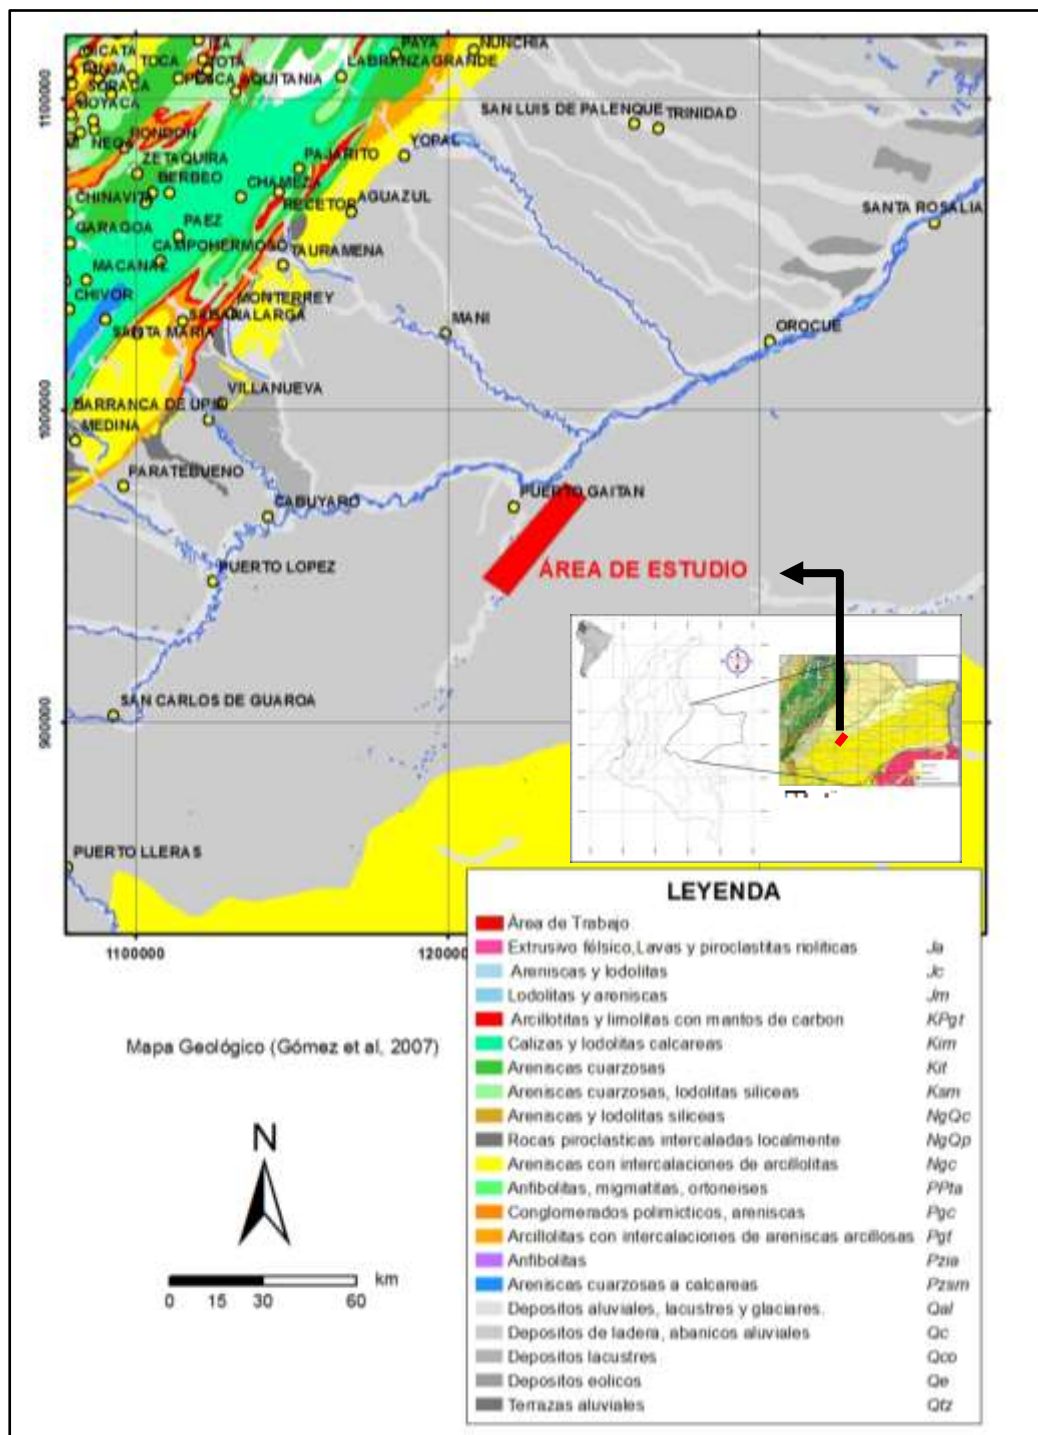 ISA
PAYA
NUNCHIA
TOCA
TOTA
LABRANZAGRANDE
PESCA AQUITANIA
SORACA
BOYACA
SAN LUIS DE PALENQUE
TRINIDAD
1100000
RONDON
ZETAQUIRA
BERBEO
PAJARITO
YOPAL
CHAMEZA
CHINAVITA
RECETOR
AGUAZUL
SANTA ROSALIA
GARAGOA
PAEZ
CAMPOHERMOSO
TAURAMENA
MACANAL
CHIVOR
MONTERREY
SABANALARGA
SANTA MARIA
MANI
OROCUE
1000000
VILLANUEVA
BARRANCA DE UPIA
MEDINA
PARATEBUENO
CABUYARO
PUERTO GAITAN
PUERTO LOPEZ
ÁREA DE ESTUDIO
SAN CARLOS DE GUAROA
900000
PUERTO LLERAS
1100000
LEYENDA
Área de Trabajo
Extrusivo félsico,Lavas y piroclastitas riolíticas Ja
Areniscas y lodolitas Jc
Lodolitas y areniscas Jm
Arcillotitas y limolitas con mantos de carbon KPgt
Calizas y lodolitas calcareas Kim
Areniscas cuarzosas Kit
Areniscas cuarzosas, lodolitas siliceas Ksm
Areniscas y lodolitas siliceas NgQc
Rocas piroclasticas intercaladas localmente NgQp
Areniscas con intercalaciones de arcillolitas Ngc
Anfibolitas, migmatitas, ortoneises PPta
Conglomerados polimicticos, areniscas Pgc
Arcillolitas con intercalaciones de areniscas arcillosas Pgt
Anfibolitas Pzia
Areniscas cuarzosas a calcareas Pzsm
Depositos aluviales, lacustres y glaciares. Qal
Depositos de ladera, abanicos aluviales Qc
Depositos lacustres Qco
Depositos eolicos Qe
Terrazas aluviales Qtz
Mapa Geológico (Gómez et al, 2007)
N
km
0 15 30 60